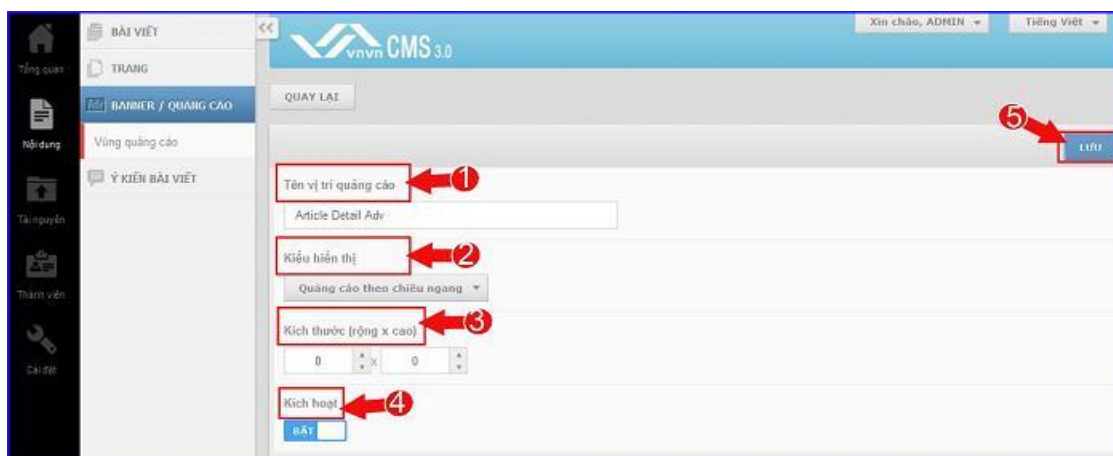 Tổng quan
Nội dung
Tài nguyên
Thành viên
Cài đặt
BÀI VIẾT
TRANG
BANNER / QUẢNG CÁO
Vùng quảng cáo
Ý KIẾN BÀI VIẾT
<<
vnvn CMS 3.0
Xin chào, ADMIN
Tiếng Việt
QUAY LẠI
5
LƯU
Tên vị trí quảng cáo
1
Article Detail Adv
Kiểu hiển thị
2
Quảng cáo theo chiều ngang
Kích thước (rộng x cao)
3
0 x 0
Kích hoạt
4
BẬT